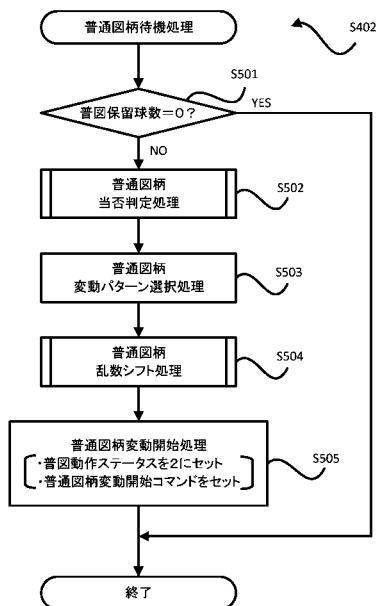 普通図柄待機処理
S402
S501
普図保留球数＝０？
YES
NO
普通図柄
当否判定処理
S502
普通図柄
変動パターン選択処理
S503
普通図柄
乱数シフト処理
S504
普通図柄変動開始処理
・普図動作ステータスを2にセット
・普通図柄変動開始コマンドをセット
S505
終了